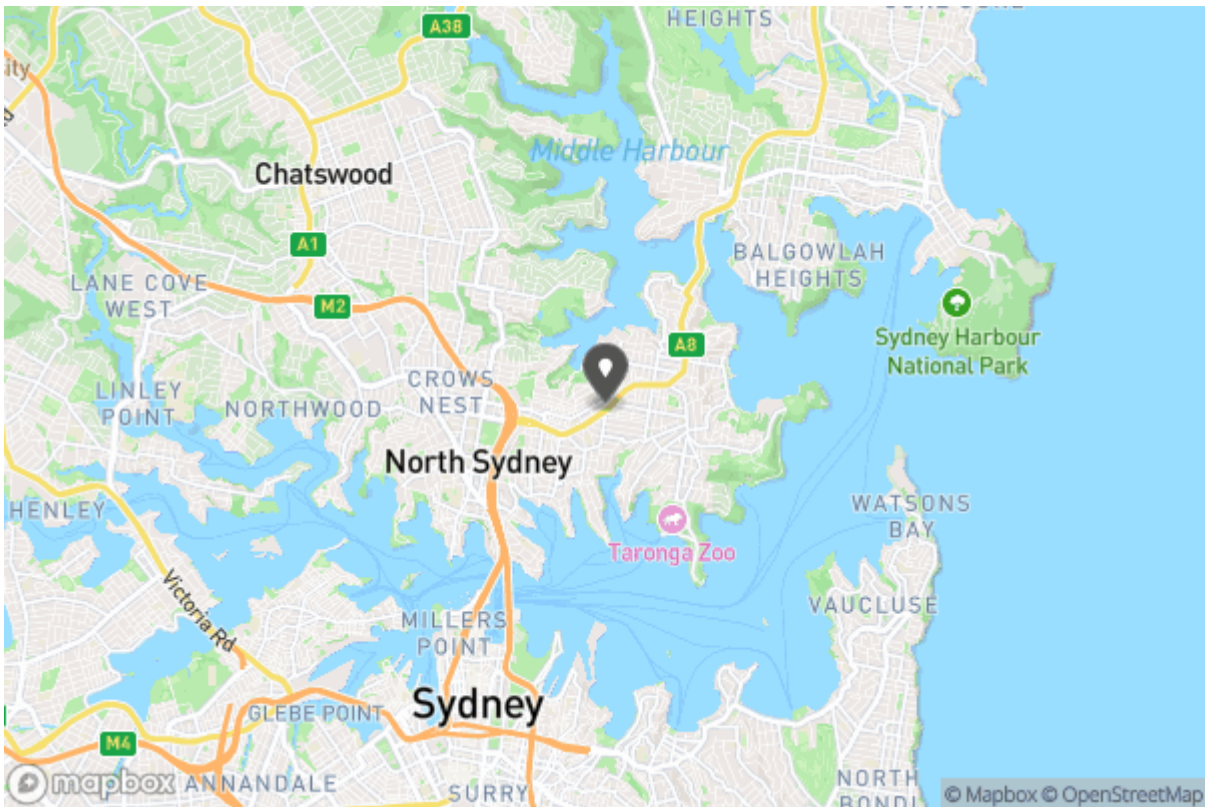 HEIGHTS
A38
ity
Middle Harbour
Chatswood
A1
BALGOWLAH
HEIGHTS
LANE COVE
WEST
M2
Sydney Harbour
National Park
A8
CROWS
NEST
LINLEY
POINT
NORTHWOOD
North Sydney
HENLEY
WATSONS
BAY
Taronga Zoo
Victoria Rd
VAUCLUSE
MILLERS
POINT
Sydney
GLEBE POINT
M4
mapbox
ANNANDALE
SURRY
NORTH
BONDI
© Mapbox © OpenStreetMap